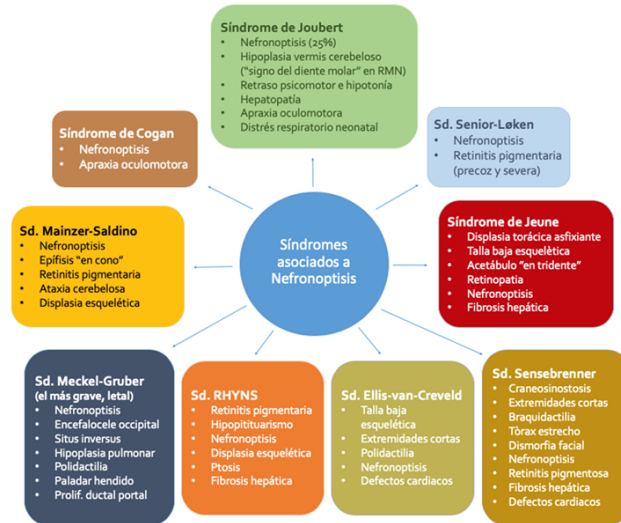 Síndrome de Joubert
• Nefronoptisis (25%)
• Hipoplasia vermis cerebeloso
("signo del diente molar" en RMN)
• Retraso psicomotor e hipotonía
• Hepatopatía
• Apraxia oculomotora
• Distrés respiratorio neonatal
Síndrome de Cogan
• Nefronoptisis
• Apraxia oculomotora
Sd. Senior-Løken
• Nefronoptisis
• Retinitis pigmentaria
(precoz y severa)
Sd. Mainzer-Saldino
• Nefronoptisis
• Epífisis "en cono"
• Retinitis pigmentaria
• Ataxia cerebelosa
• Displasia esquelética
Síndromes
asociados a
Nefronoptisis
Síndrome de Jeune
• Displasia torácica asfixiante
• Talla baja esquelètica
• Acetábulo "en tridente"
• Retinopatia
• Nefronoptisis
• Fibrosis hepática
Sd. Meckel-Gruber
(el más grave, letal)
• Nefronoptisis
• Encefalocele occipital
• Situs inversus
• Hipoplasia pulmonar
• Polidactilia
• Paladar hendido
• Prolif. ductal portal
Sd. RHYNS
• Retinitis pigmentaria
• Hipopitituarismo
• Nefronoptisis
• Displasia esquelética
• Ptosis
• Fibrosis hepática
Sd. Ellis-van-Creveld
• Talla baja
esquelética
• Extremidades cortas
• Polidactilia
• Nefronoptisis
• Defectos cardiacos
Sd. Sensebrenner
• Craneosinostosis
• Extremidades cortas
• Braquidactilia
• Tòrax estrecho
• Dismorfia facial
• Nefronoptisis
• Retinitis pigmentosa
• Fibrosis hepática
• Defectos cardiacos